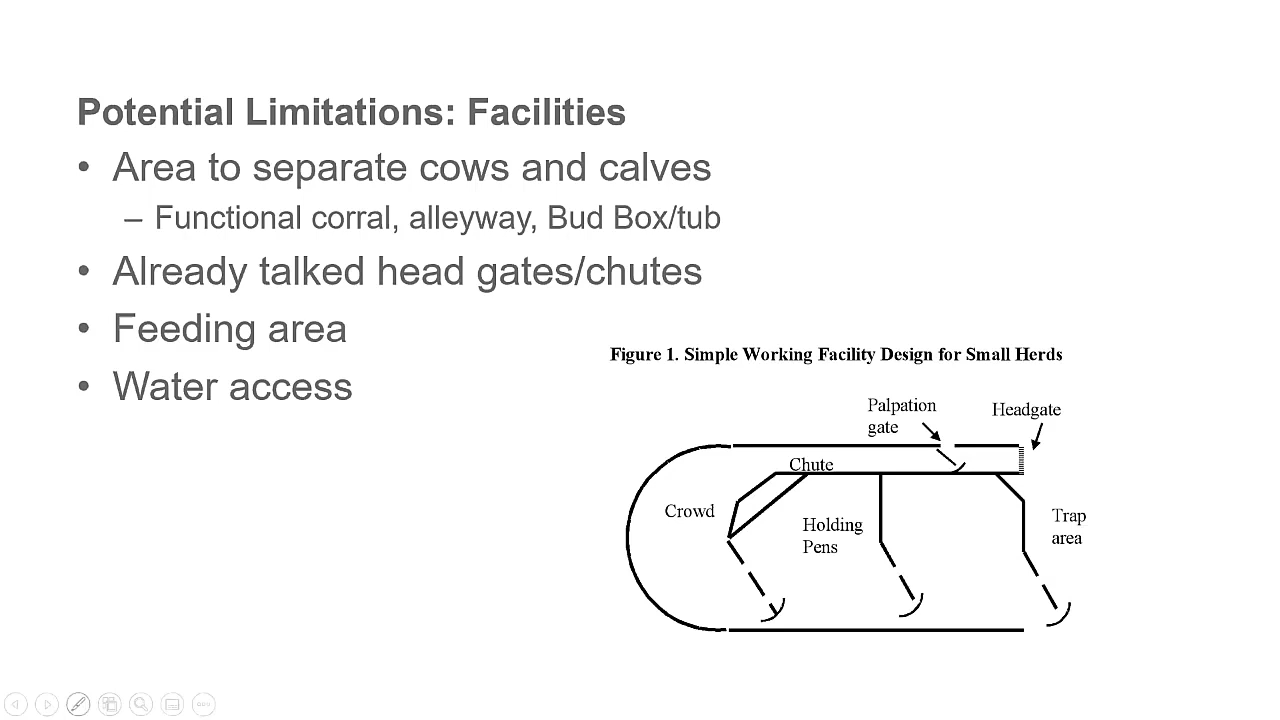 Potential Limitations: Facilities
• Area to separate cows and calves
– Functional corral, alleyway, Bud Box/tub
• Already talked head gates/chutes
• Feeding area
• Water access
Figure 1. Simple Working Facility Design for Small Herds
Palpation
gate
Headgate
Chute
Crowd
Holding
Pens
Trap
area